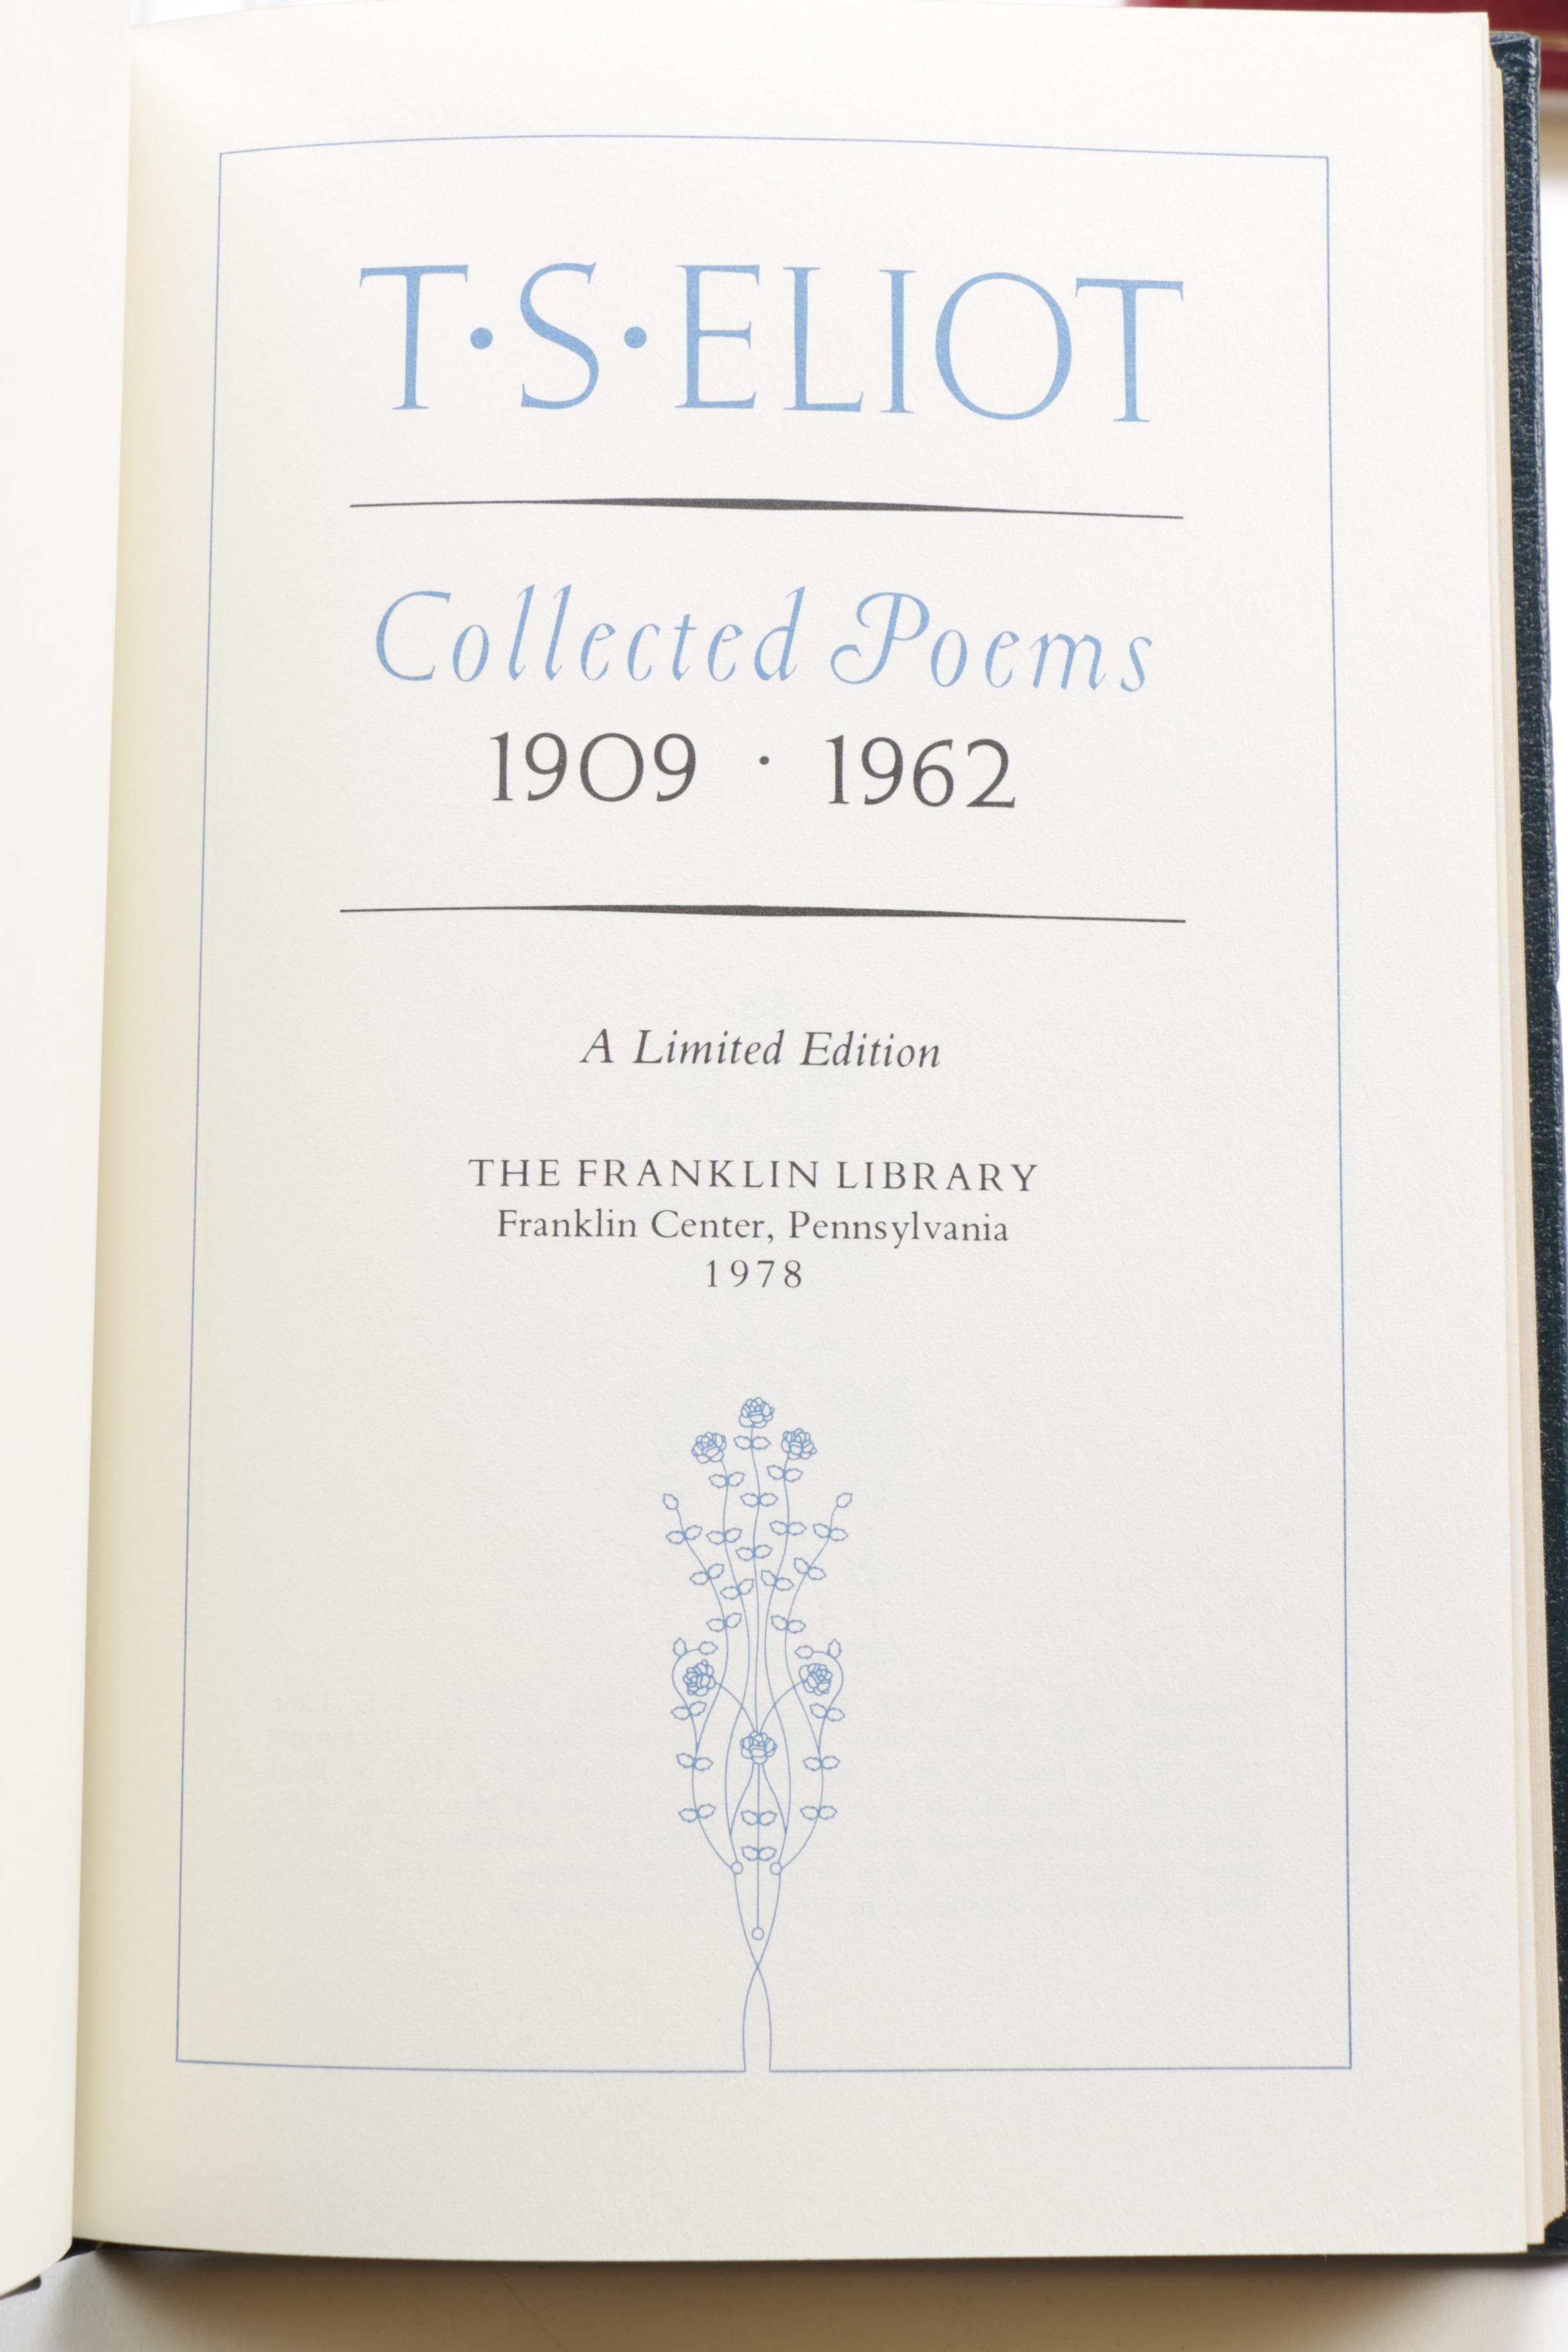 T·S·ELIOT
Collected Poems
1909 · 1962
A Limited Edition
THE FRANKLIN LIBRARY
Franklin Center, Pennsylvania
1978